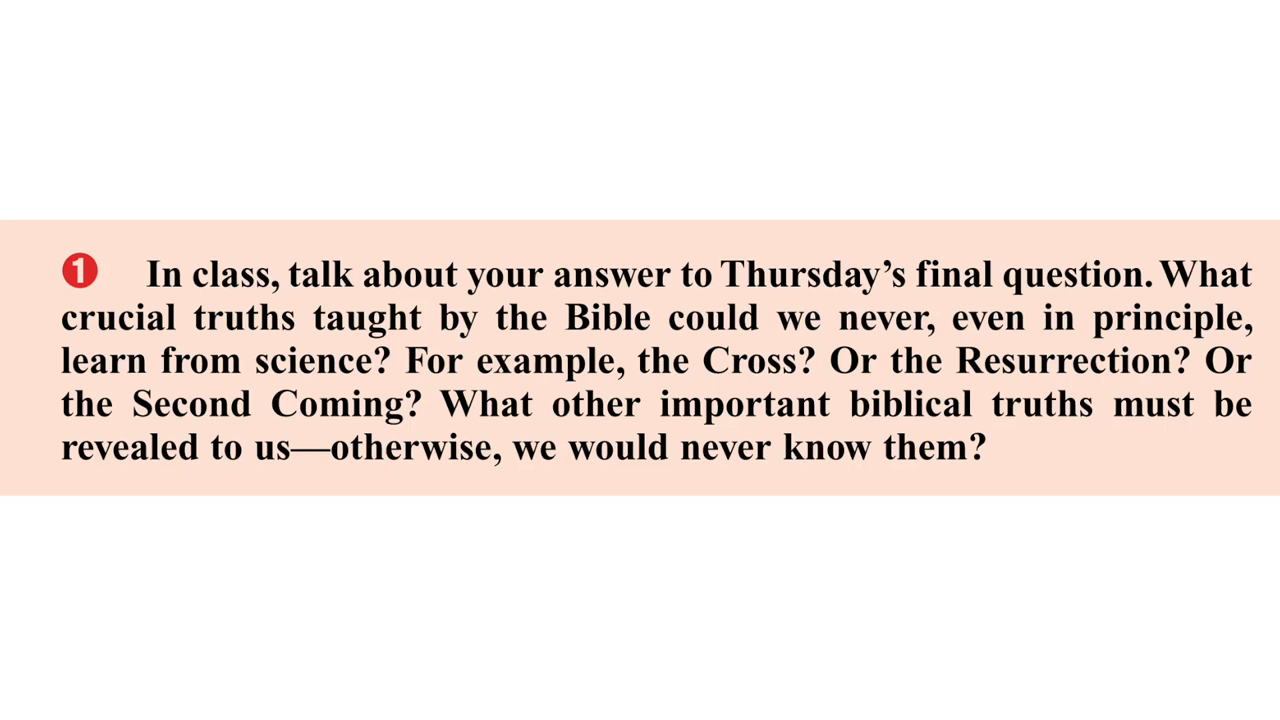 ❶ In class, talk about your answer to Thursday’s final question. What
crucial truths taught by the Bible could we never, even in principle,
learn from science? For example, the Cross? Or the Resurrection? Or
the Second Coming? What other important biblical truths must be
revealed to us—otherwise, we would never know them?